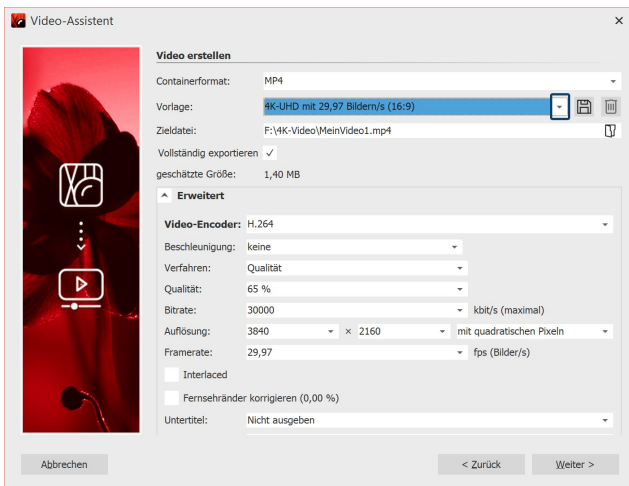 Video-Assistent
Video erstellen
Containerformat: MP4
Vorlage: 4K-UHD mit 29,97 Bildern/s (16:9)
Zieldatei: F:\4K-Video\MeinVideo1.mp4
Vollständig exportieren
geschätzte Größe: 1,40 MB
Erweitert
Video-Encoder: H.264
Beschleunigung: keine
Verfahren: Qualität
Qualität: 65 %
Bitrate: 30000 kbit/s (maximal)
Auflösung: 3840 × 2160 mit quadratischen Pixeln
Framerate: 29,97 fps (Bilder/s)
Interlaced
Fernsehränder korrigieren (0,00 %)
Untertitel: Nicht ausgeben
Abbrechen < Zurück Weiter >